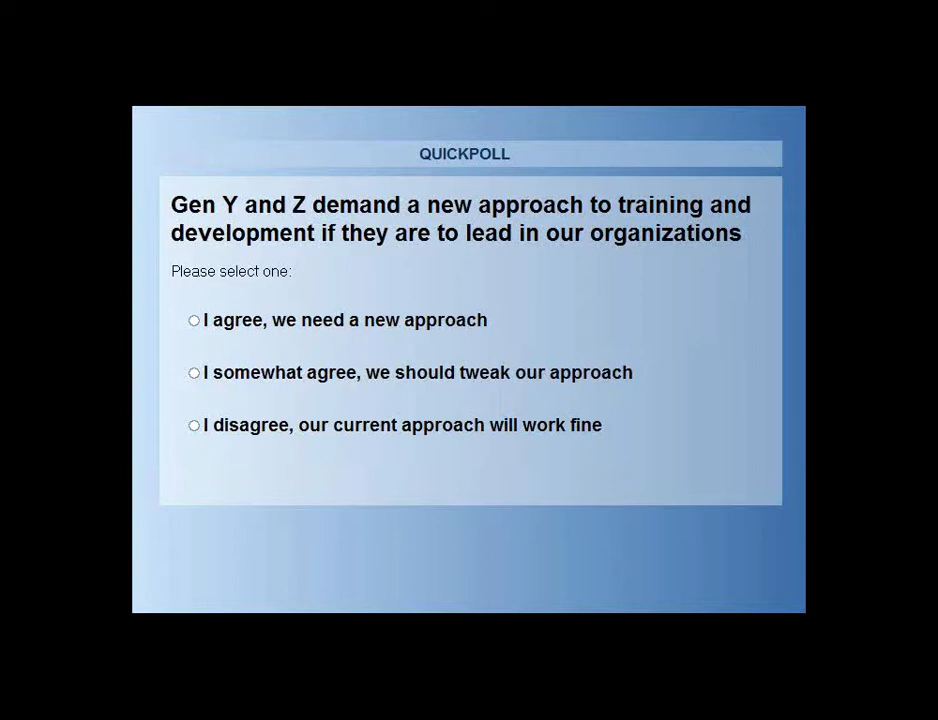 QUICKPOLL
Gen Y and Z demand a new approach to training and
development if they are to lead in our organizations
Please select one:
I agree, we need a new approach
I somewhat agree, we should tweak our approach
I disagree, our current approach will work fine